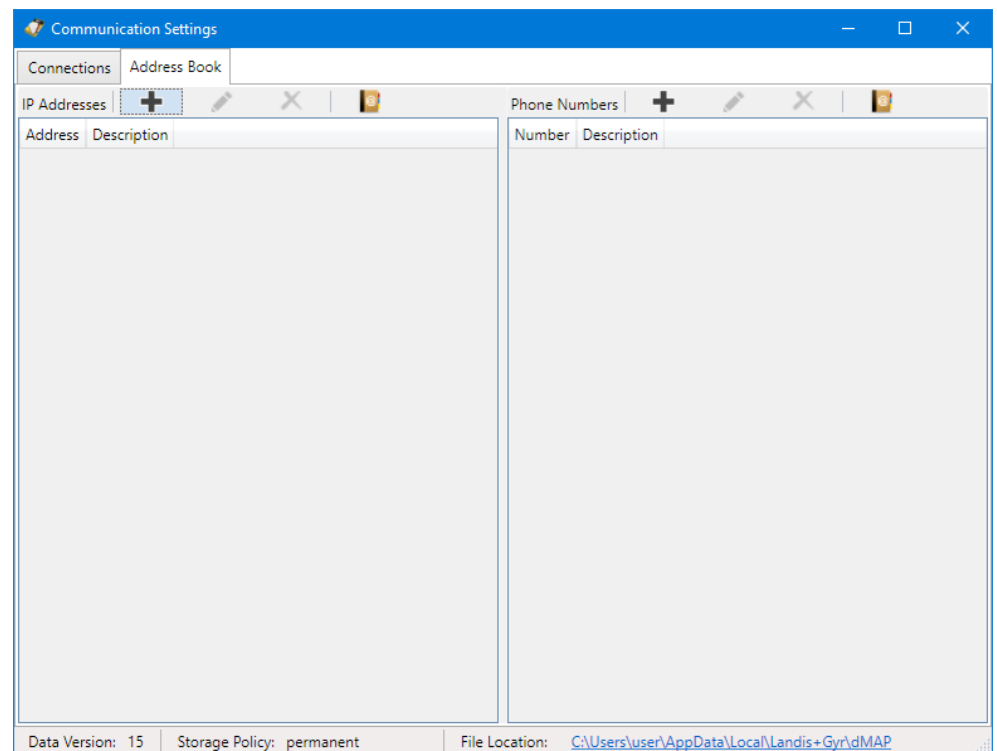 Communication Settings
Connections Address Book
IP Addresses Phone Numbers
Address Description Number Description
Data Version: 15 Storage Policy: permanent File Location: C:\Users\user\AppData\Local\Landis+Gyr\dMAP